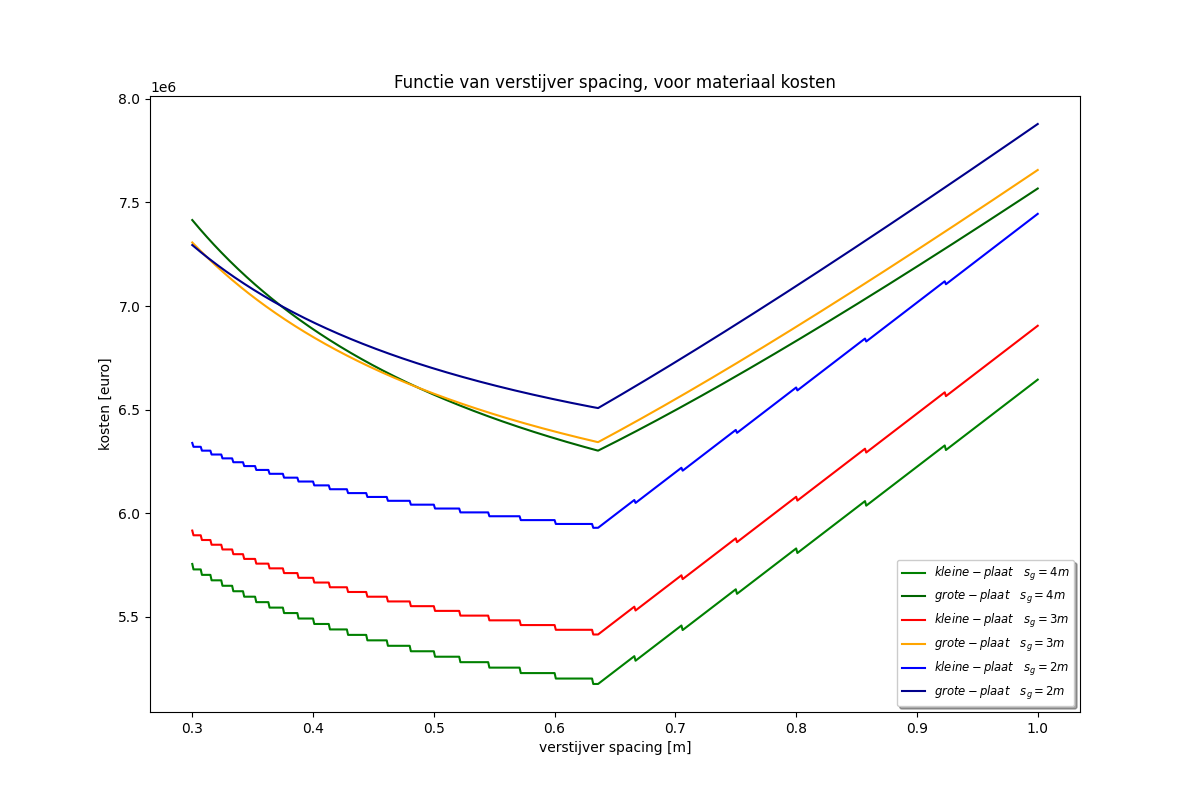 Functie van verstijver spacing, voor materiaal kosten
1e6
8.0
7.5
7.0
6.5
6.0
5.5
kosten [euro]
0.3 0.4 0.5 0.6 0.7 0.8 0.9 1.0
verstijver spacing [m]
kleine − plaat s_g = 4m
grote − plaat s_g = 4m
kleine − plaat s_g = 3m
grote − plaat s_g = 3m
kleine − plaat s_g = 2m
grote − plaat s_g = 2m